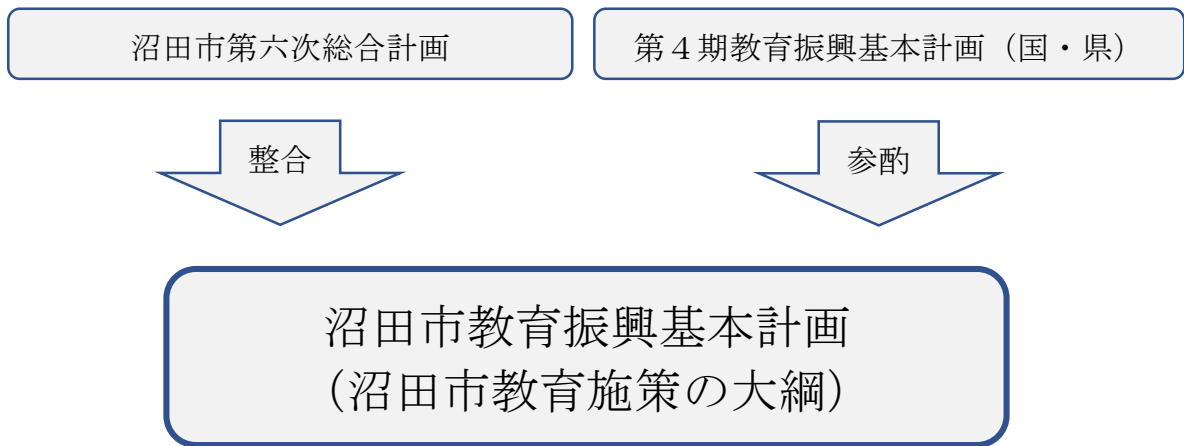 沼田市第六次総合計画
第４期教育振興基本計画（国・県）
整合
参酌
沼田市教育振興基本計画
（沼田市教育施策の大綱）